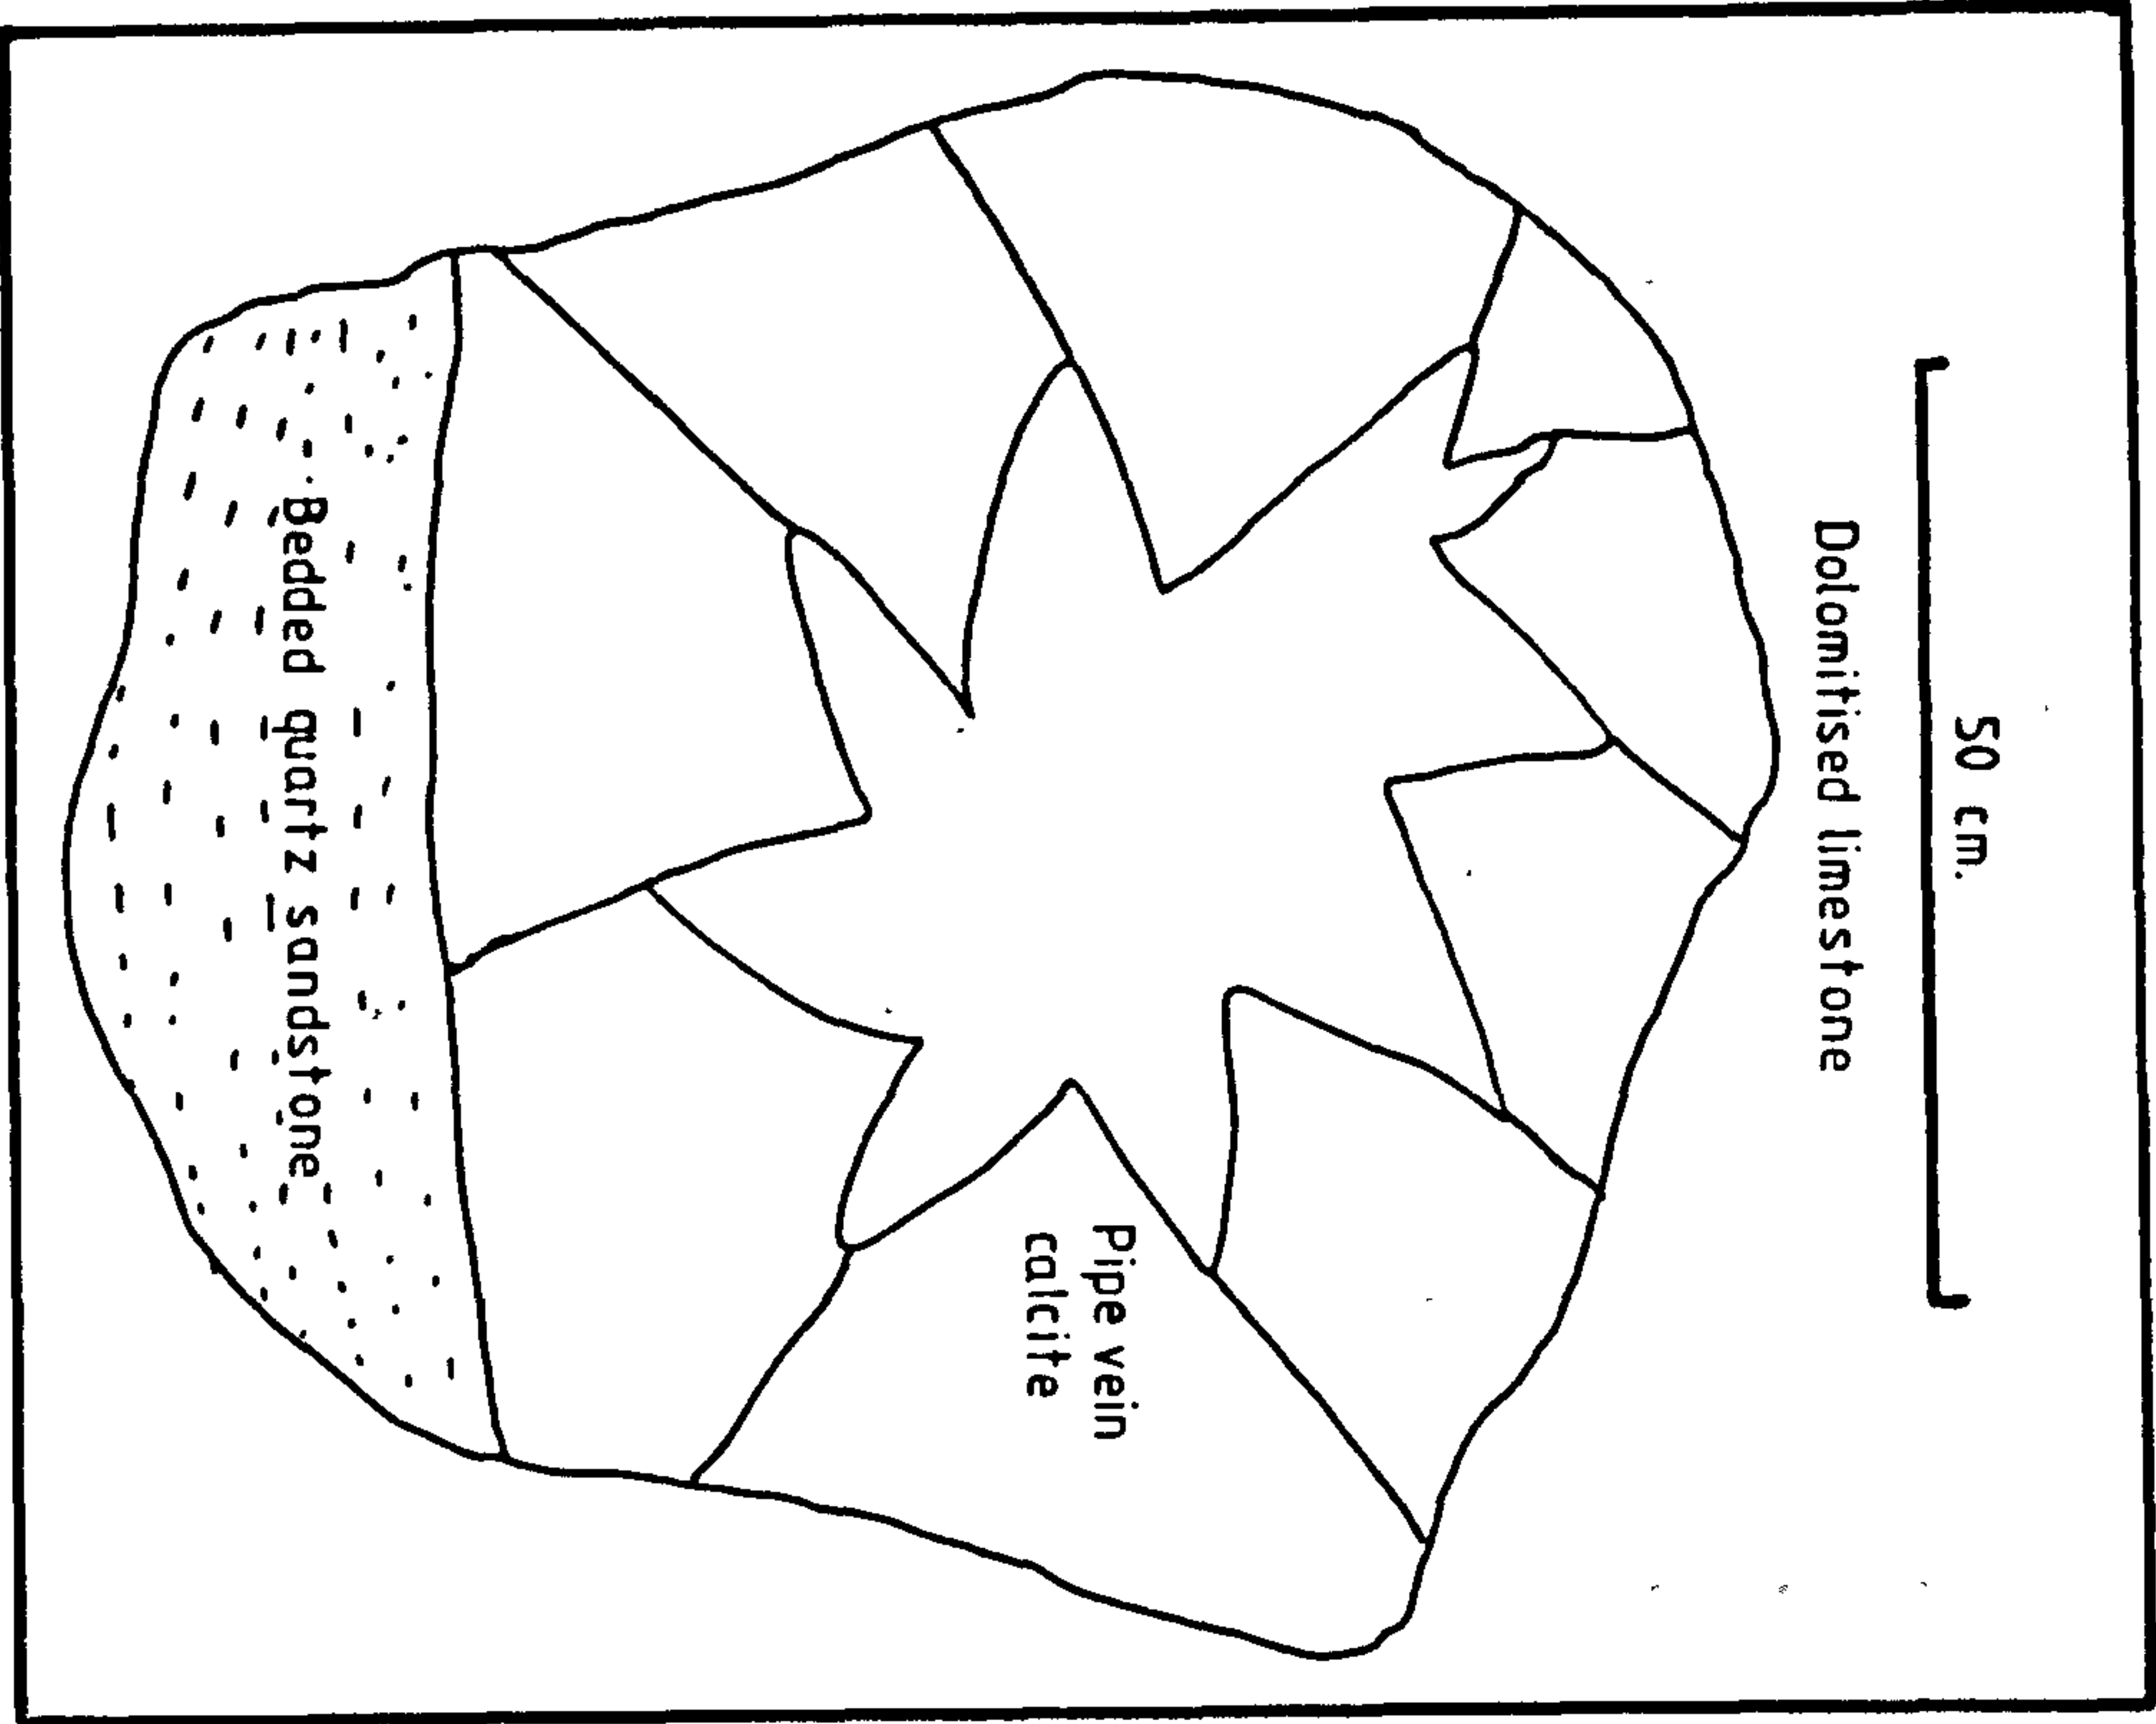 50 cm.
Dolomitised limestone
Pipe vein
calcite
Bedded quartz sandstone